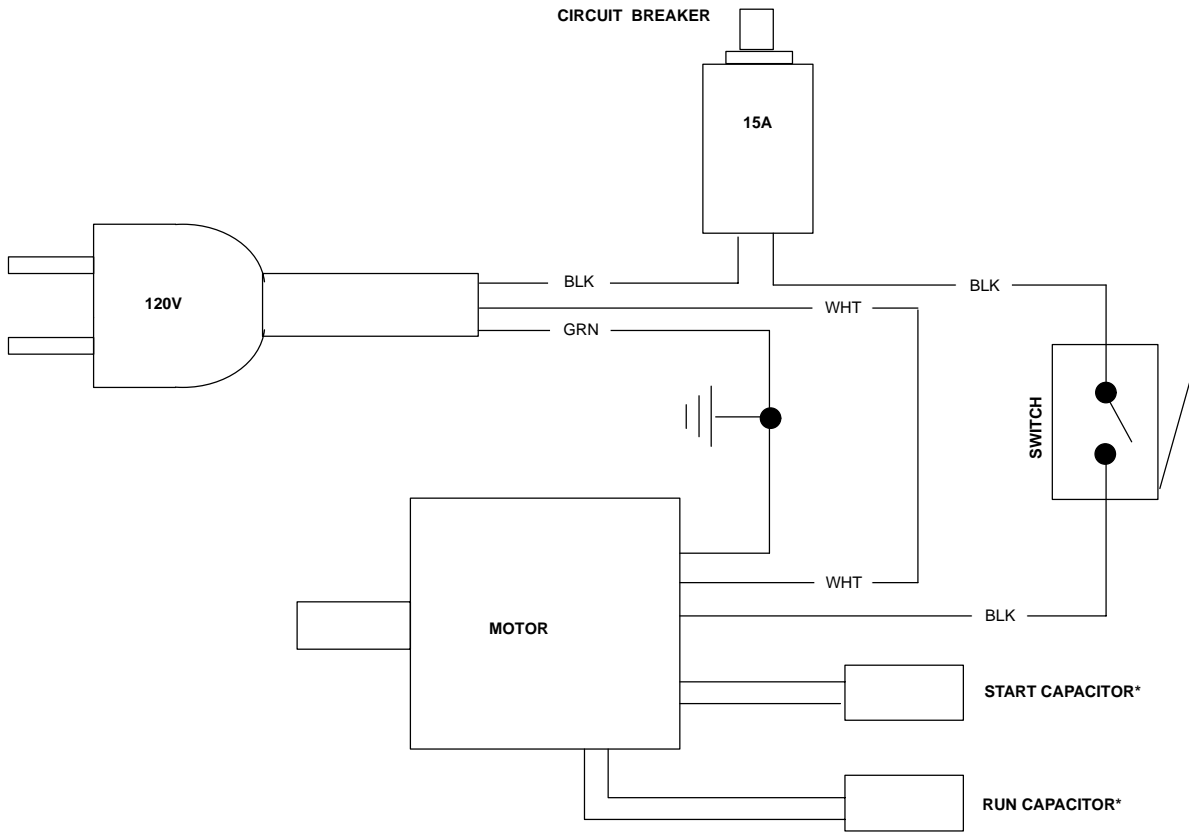 CIRCUIT BREAKER
15A
120V
BLK
BLK
WHT
GRN
SWITCH
WHT
BLK
MOTOR
START CAPACITOR*
RUN CAPACITOR*